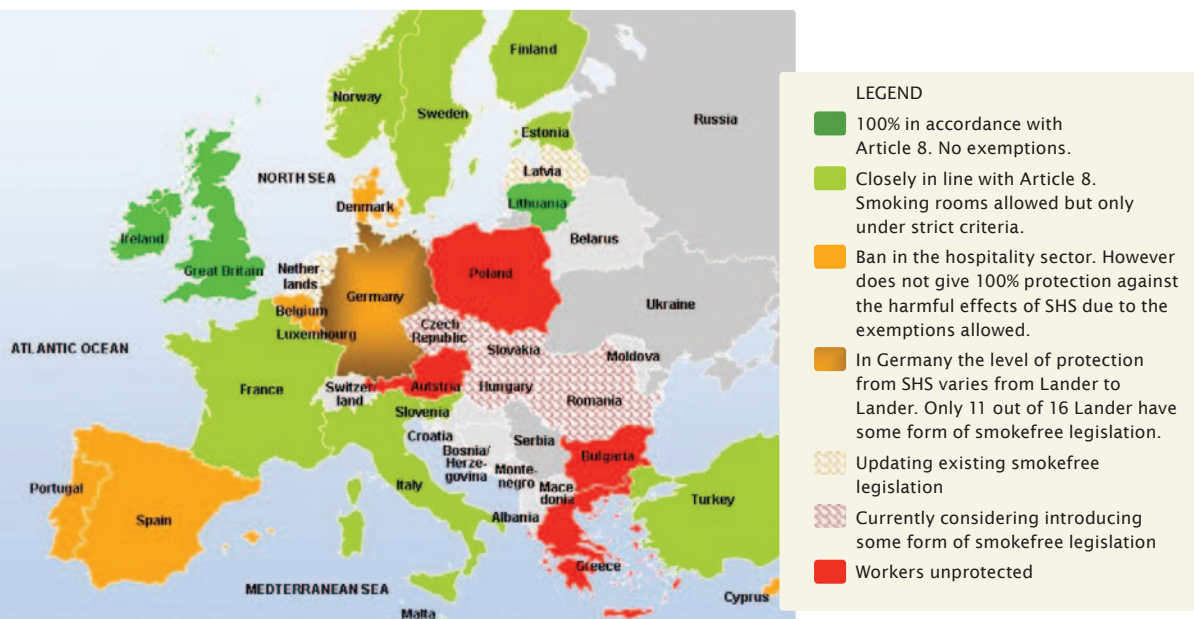 Finland
Norway
Sweden
Russia
Estonia
NORTH SEA
Latvia
Denmark
Lithuania
Ireland
Belarus
Great Britain
Nether-
lands
Germany
Poland
Belgium
Ukraine
Luxembourg
Czech
Republic
ATLANTIC OCEAN
Slovakia
Moldova
France
Switzer-
land
Autstria
Hungary
Romania
Slovenia
Croatia
Serbia
Bosnia/
Herze-
govina
Monte-
negro
Bulgaria
Portugal
Italy
Mace-
donia
Turkey
Spain
Albania
Greece
MEDTERRANEAN SEA
Cyprus
Malta
LEGEND
100% in accordance with
Article 8. No exemptions.
Closely in line with Article 8.
Smoking rooms allowed but only
under strict criteria.
Ban in the hospitality sector. However
does not give 100% protection against
the harmful effects of SHS due to the
exemptions allowed.
In Germany the level of protection
from SHS varies from Lander to
Lander. Only 11 out of 16 Lander have
some form of smokefree legislation.
Updating existing smokefree
legislation
Currently considering introducing
some form of smokefree legislation
Workers unprotected